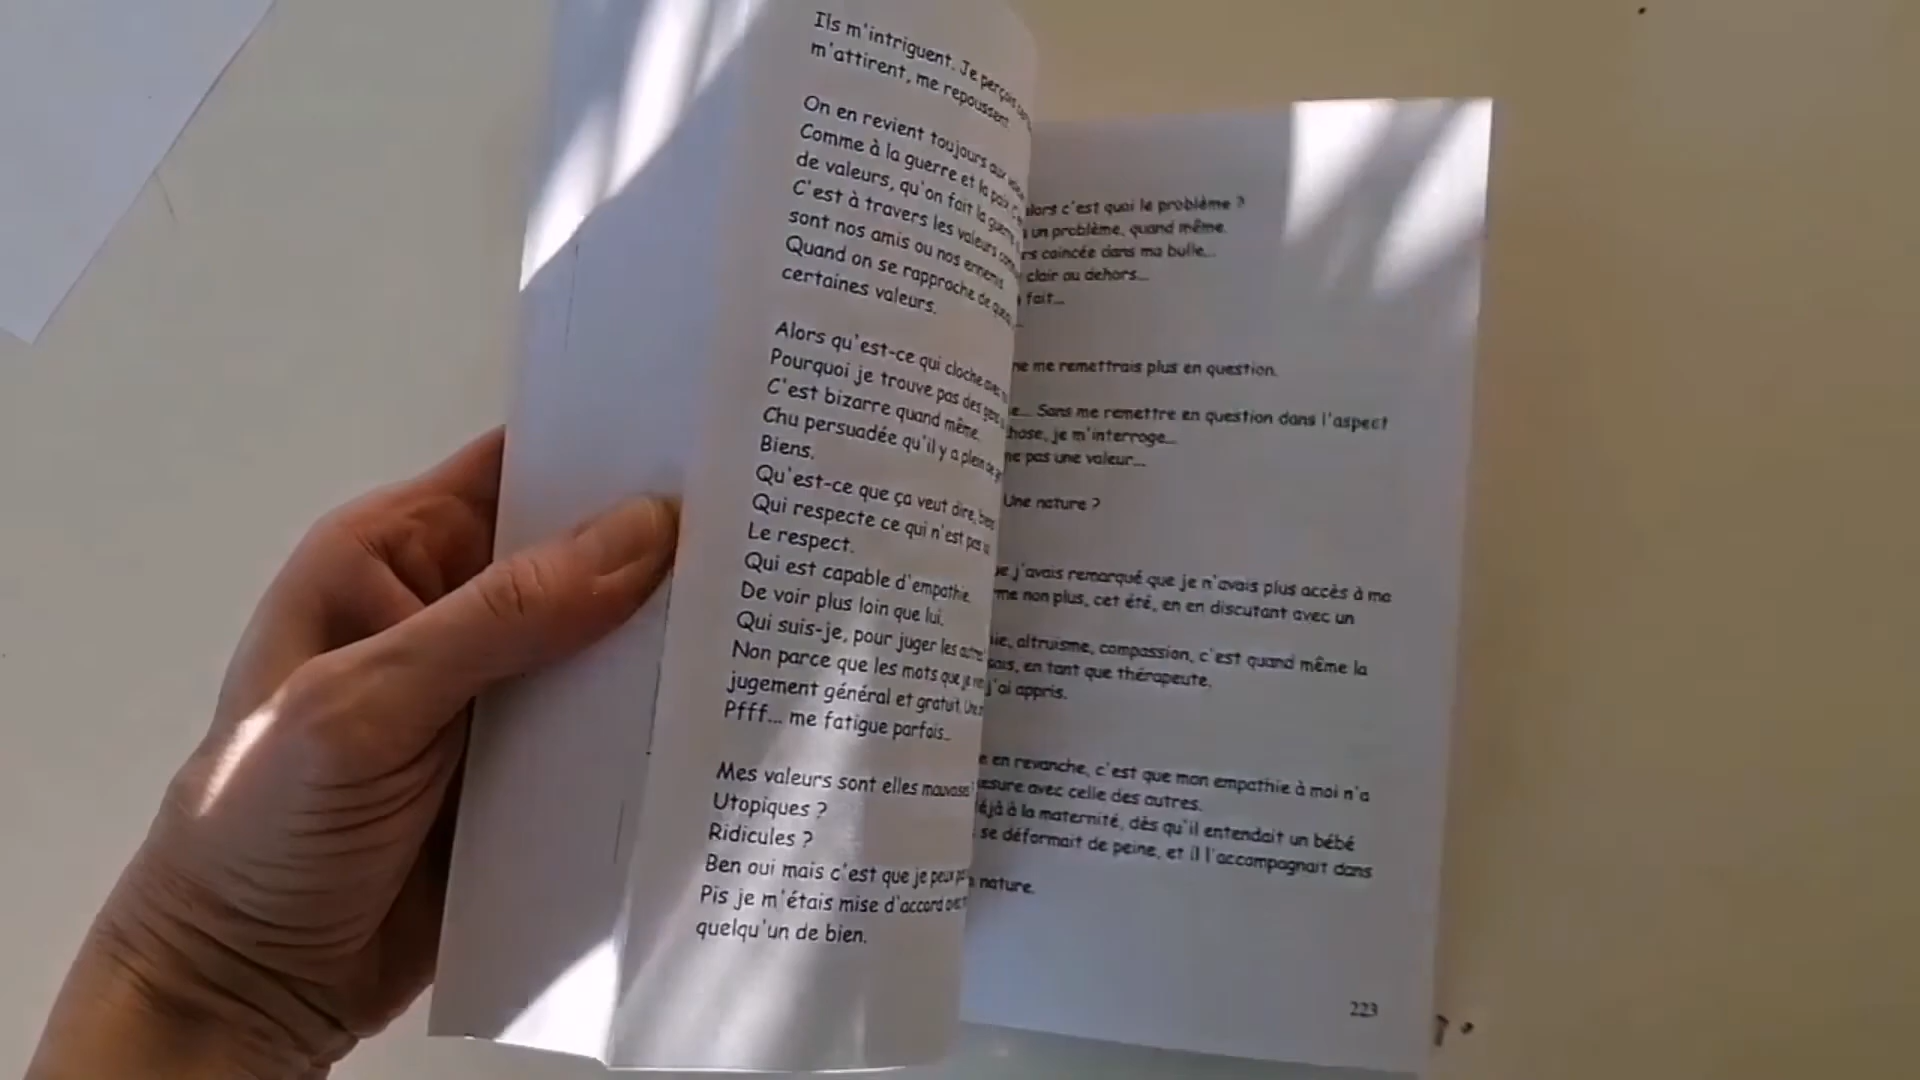 Ils m'intriguent. Je perçois
m'attirent, me repoussent
On en revient toujours aux
Comme à la guerre et la paix
de valeurs, qu'on fait la guerre
C'est à travers les valeurs
sont nos amis ou nos ennemis.
Quand on se rapproche de
certaines valeurs.
Alors qu'est-ce qui cloche avec
Pourquoi je trouve pas des gens
C'est bizarre quand même.
Chu persuadée qu'il y a plein de
Biens.
Qu'est-ce que ça veut dire,
Qui respecte ce qui n'est pas
Le respect.
Qui est capable d'empathie.
De voir plus loin que lui.
Qui suis-je, pour juger les autres
Non parce que les mots que je
jugement général et gratuit.
Pfff... me fatigue parfois...
Mes valeurs sont elles mauvaises
Utopiques ?
Ridicules ?
Ben oui mais c'est que je peux
Pis je m'étais mise d'accord
quelqu'un de bien.
alors c'est quoi le problème ?
un problème, quand même.
coincée dans ma bulle...
clair au dehors...
fait...
me remettrais plus en question.
Sans me remettre en question dans l'aspect
je m'interroge...
pas une valeur...
Une nature ?
j'avais remarqué que je n'avais plus accès à ma
non plus, cet été, en en discutant avec un
altruisme, compassion, c'est quand même la
en tant que thérapeute,
j'ai appris.
en revanche, c'est que mon empathie à moi n'a
avec celle des autres.
déjà à la maternité, dès qu'il entendait un bébé
se déformait de peine, et il l'accompagnait dans
nature.
223